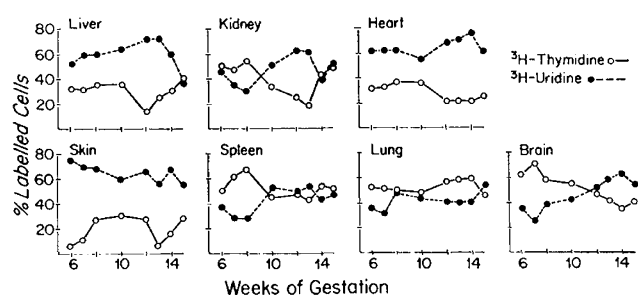 Liver
Kidney
Heart
³H-Thymidine
³H-Uridine
80
60
40
20
% Labelled Cells
Skin
Spleen
Lung
Brain
80
60
40
20
6 10 14
6 10 14
6 10 14
6 10 14
Weeks of Gestation